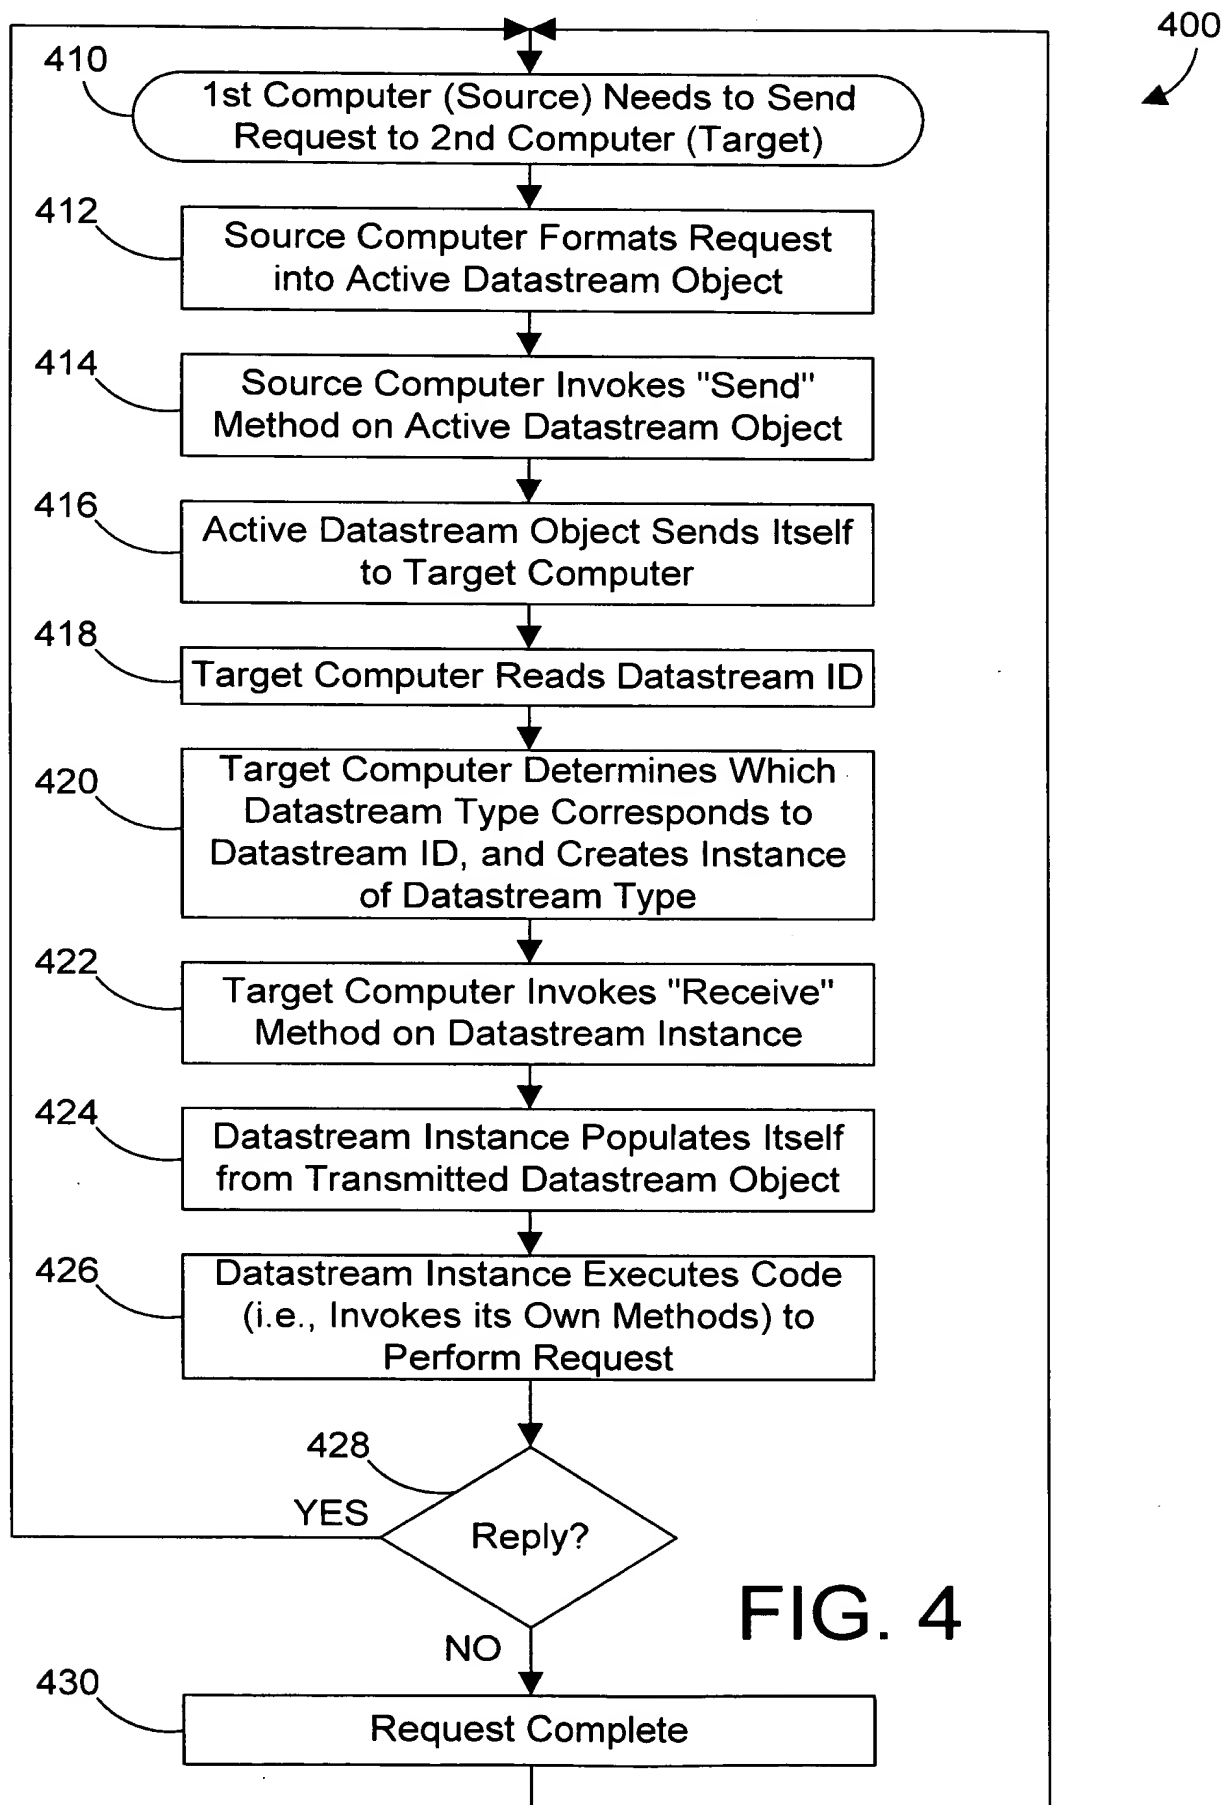 400
410
1st Computer (Source) Needs to Send
Request to 2nd Computer (Target)
412
Source Computer Formats Request
into Active Datastream Object
414
Source Computer Invokes "Send"
Method on Active Datastream Object
416
Active Datastream Object Sends Itself
to Target Computer
418
Target Computer Reads Datastream ID
420
Target Computer Determines Which
Datastream Type Corresponds to
Datastream ID, and Creates Instance
of Datastream Type
422
Target Computer Invokes "Receive"
Method on Datastream Instance
424
Datastream Instance Populates Itself
from Transmitted Datastream Object
426
Datastream Instance Executes Code
(i.e., Invokes its Own Methods) to
Perform Request
428
YES
Reply?
FIG. 4
NO
430
Request Complete